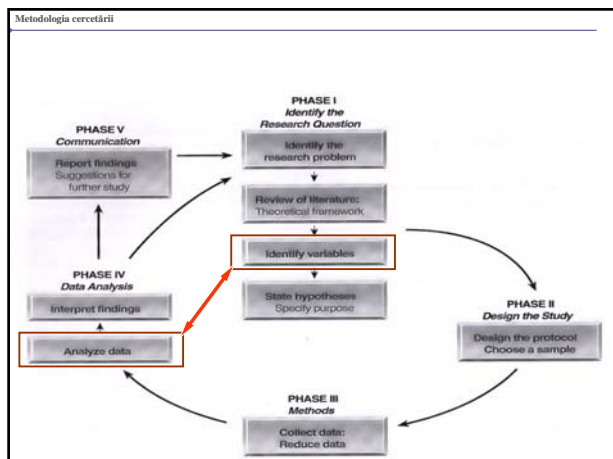 Metodologia cercetării
PHASE I
Identify the
Research Question
Identify the
research problem
Review of literature:
Theoretical framework
Identify variables
State hypotheses
Specify purpose
PHASE II
Design the Study
Design the protocol
Choose a sample
PHASE III
Methods
Collect data:
Reduce data
PHASE IV
Data Analysis
Interpret findings
Analyze data
PHASE V
Communication
Report findings
Suggestions for
further study